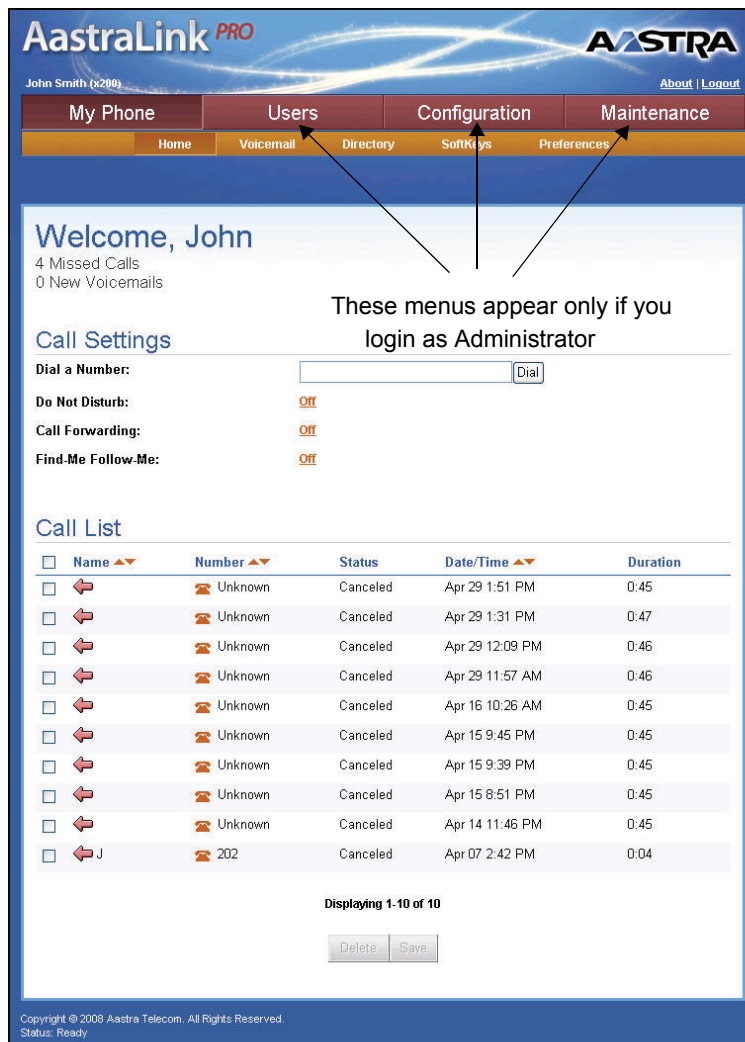 AastraLink PRO
AASTRA
John Smith (x200)
About | Logout
My Phone Users Configuration Maintenance
Home Voicemail Directory SoftKeys Preferences
Welcome, John
4 Missed Calls
0 New Voicemails
These menus appear only if you
login as Administrator
Call Settings
Dial a Number: Dial
Do Not Disturb: Off
Call Forwarding: Off
Find-Me Follow-Me: Off
Call List
Name Number Status Date/Time Duration
Unknown Canceled Apr 29 1:51 PM 0:45
Unknown Canceled Apr 29 1:31 PM 0:47
Unknown Canceled Apr 29 12:09 PM 0:46
Unknown Canceled Apr 29 11:57 AM 0:46
Unknown Canceled Apr 16 10:26 AM 0:45
Unknown Canceled Apr 15 9:45 PM 0:45
Unknown Canceled Apr 15 9:39 PM 0:45
Unknown Canceled Apr 15 8:51 PM 0:45
Unknown Canceled Apr 14 11:46 PM 0:45
J 202 Canceled Apr 07 2:42 PM 0:04
Displaying 1-10 of 10
Delete Save
Copyright © 2008 Aastra Telecom. All Rights Reserved.
Status: Ready